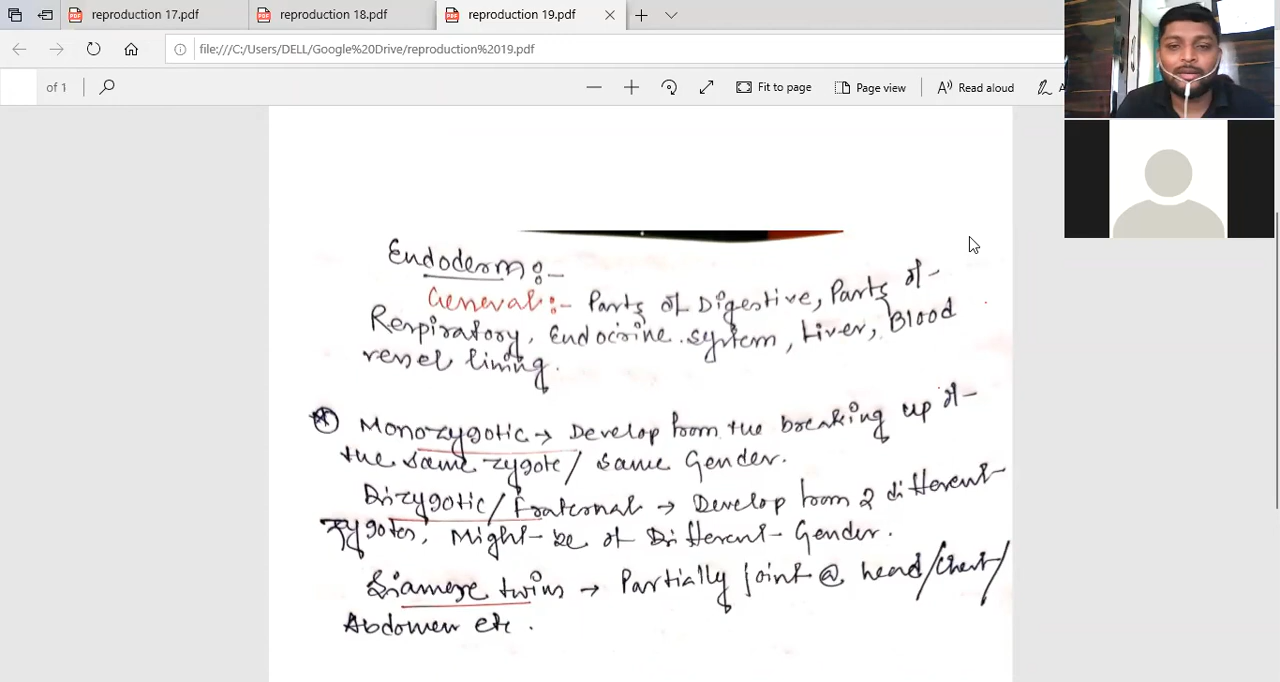 reproduction 17.pdf
reproduction 18.pdf
reproduction 19.pdf
file:///C:/Users/DELL/Google%20Drive/reproduction%2019.pdf
of 1
Fit to page
Page view
A)) Read aloud
Endoderm:-
General:- Parts of Digestive, Parts of
Respiratory, Endocrine system, Liver, Blood
vessel lining.
Monozygotic → Develop from the breaking up of
the same zygote/ same Gender.
Dizygotic/Fraternal → Develop from 2 different
zygotes, Might be of Different Gender.
Siamese twins → Partially joint @ head/chest/
Abdomen etc.